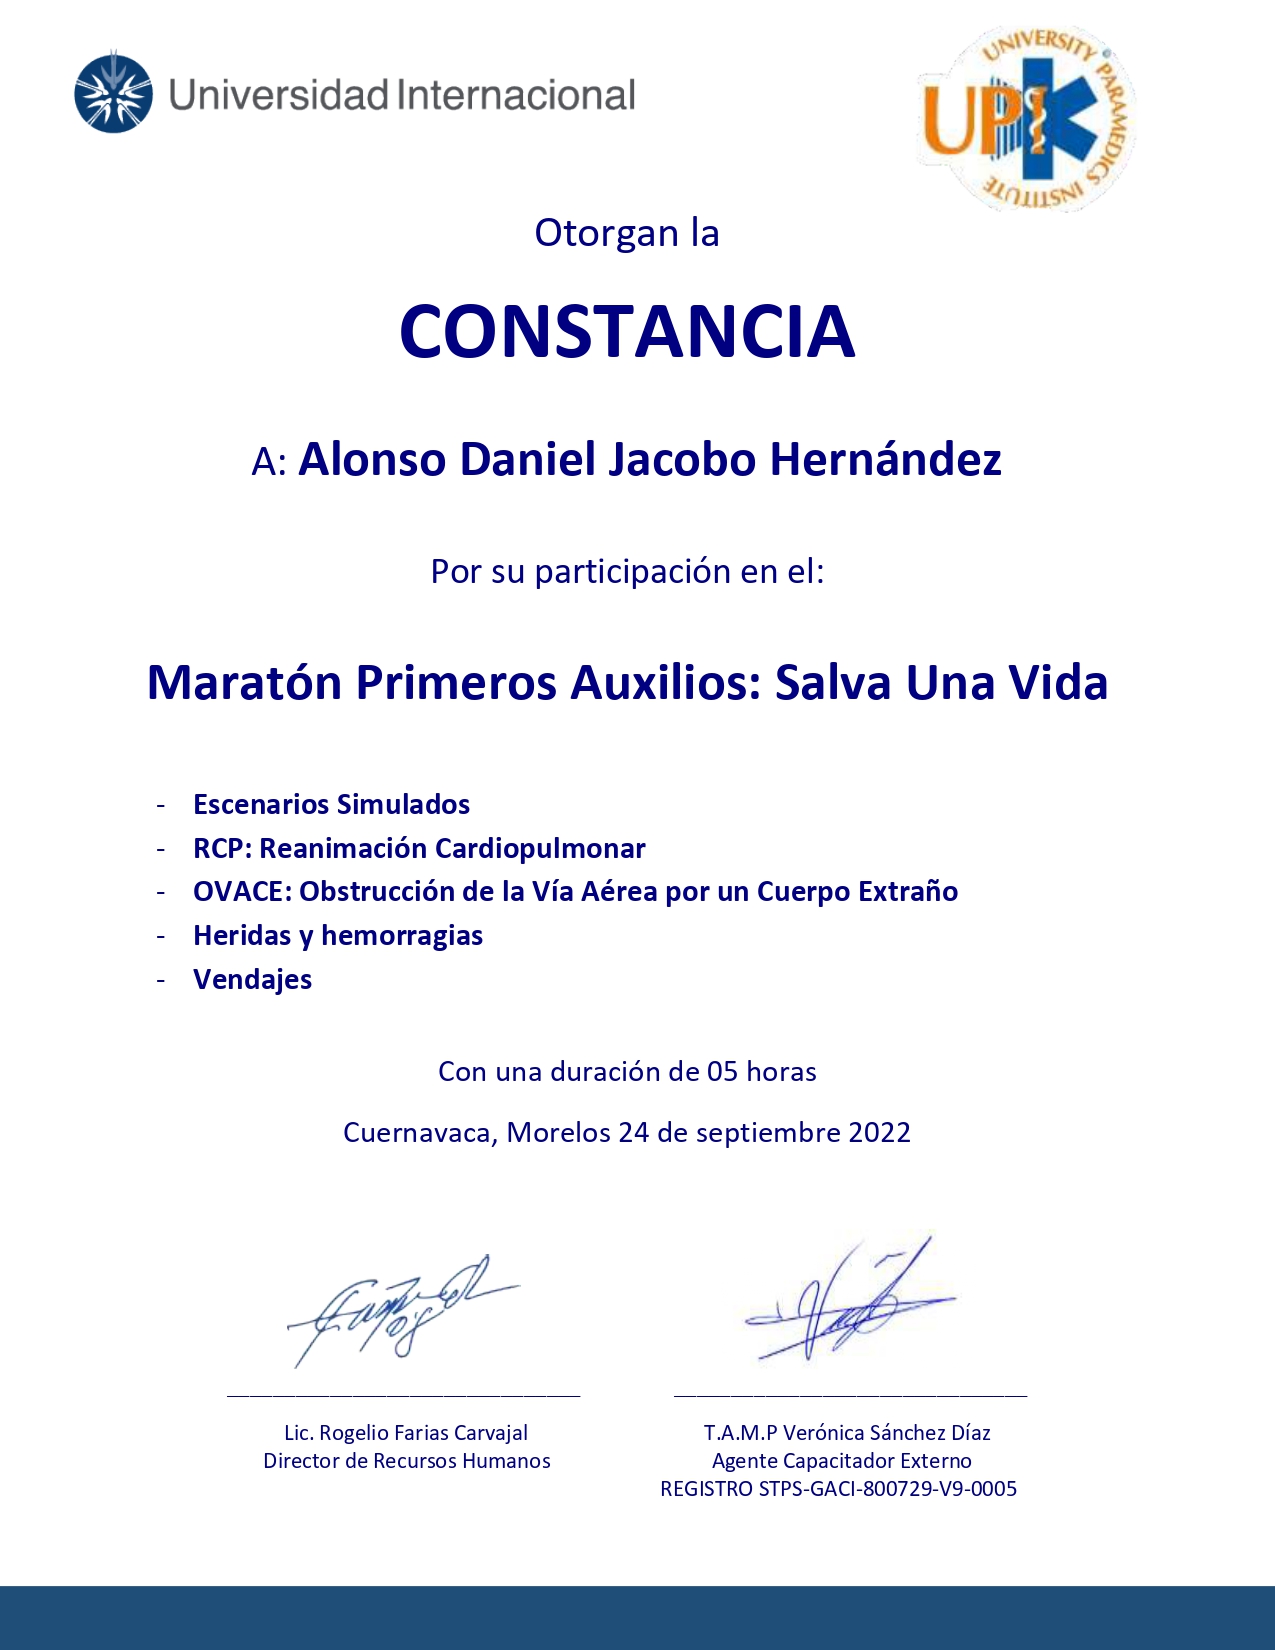 Universidad Internacional
UNIVERSITY PARAMEDICS INSTITUTE
UPI
Otorgan la
CONSTANCIA
A: Alonso Daniel Jacobo Hernández
Por su participación en el:
Maratón Primeros Auxilios: Salva Una Vida
- Escenarios Simulados
- RCP: Reanimación Cardiopulmonar
- OVACE: Obstrucción de la Vía Aérea por un Cuerpo Extraño
- Heridas y hemorragias
- Vendajes
Con una duración de 05 horas
Cuernavaca, Morelos 24 de septiembre 2022
Lic. Rogelio Farias Carvajal
Director de Recursos Humanos
T.A.M.P Verónica Sánchez Díaz
Agente Capacitador Externo
REGISTRO STPS-GACI-800729-V9-0005